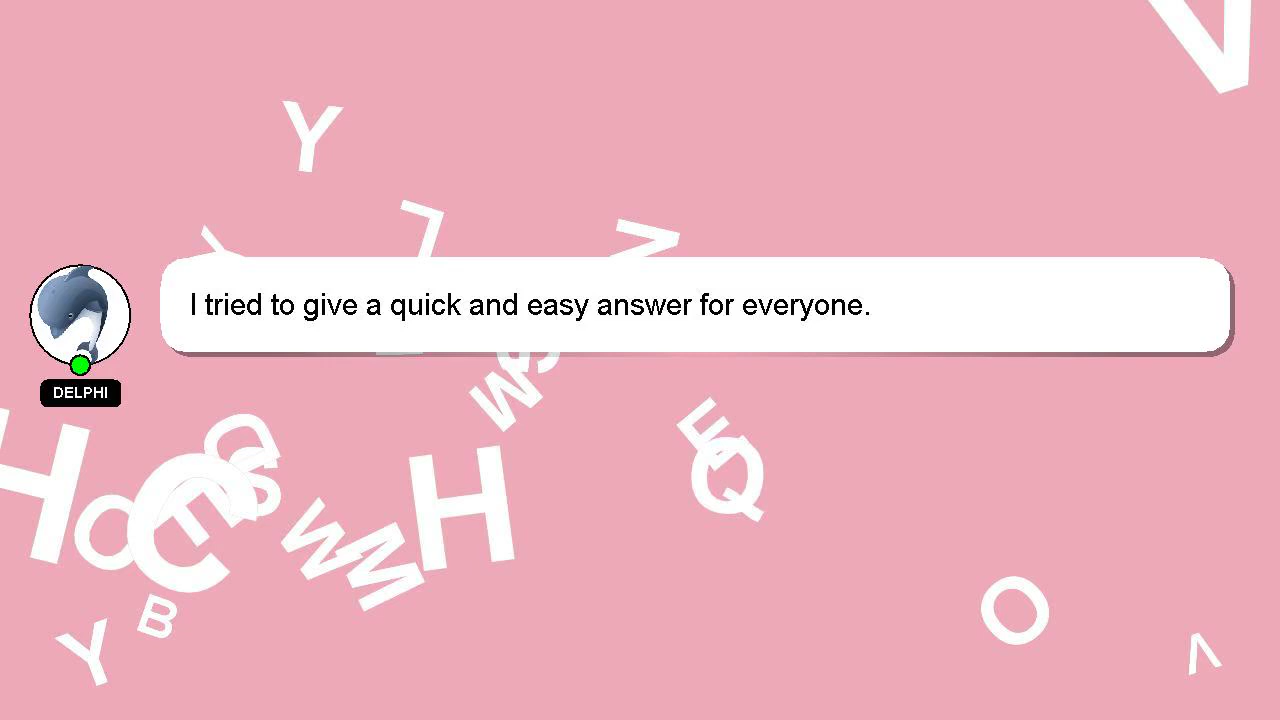 I tried to give a quick and easy answer for everyone.
DELPHI
V
Y
L
Y
Z
S
W
H
O
C
G
S
W
M
H
Q
Y
B
O
V